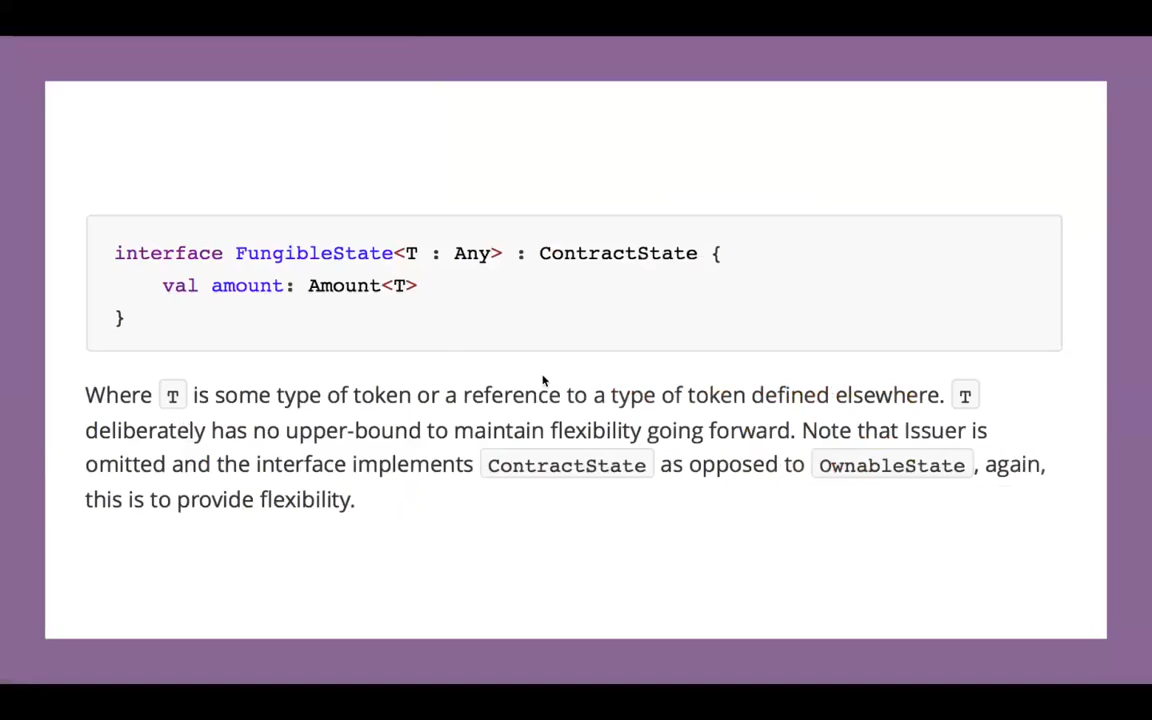 interface FungibleState<T : Any> : ContractState {
val amount: Amount<T>
}
Where T is some type of token or a reference to a type of token defined elsewhere. T
deliberately has no upper-bound to maintain flexibility going forward. Note that Issuer is
omitted and the interface implements ContractState as opposed to OwnableState, again,
this is to provide flexibility.